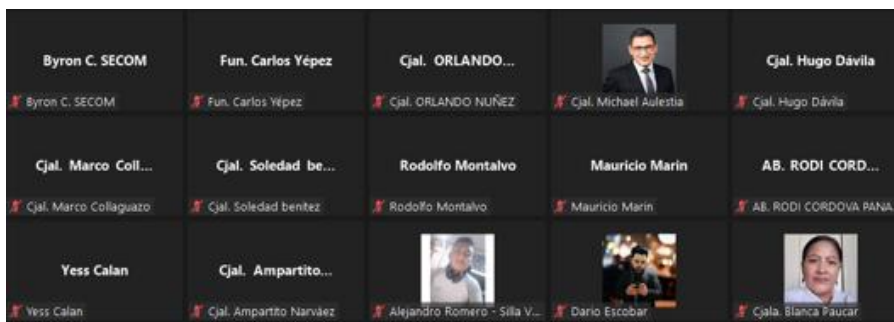 Byron C. SECOM
Fun. Carlos Yépez
Cjal. ORLANDO...
Cjal. Hugo Dávila
Byron C. SECOM
Fun. Carlos Yépez
Cjal. ORLANDO NUÑEZ
Cjal. Michael Aulestia
Cjal. Hugo Dávila
Cjal. Marco Coll...
Cjal. Soledad be...
Rodolfo Montalvo
Mauricio Marin
AB. RODI CORD...
Cjal. Marco Collaguazo
Cjal. Soledad benitez
Rodolfo Montalvo
Mauricio Marin
AB. RODI CORDOVA PANA
Yess Calan
Cjal. Ampartito...
Yess Calan
Cjal. Ampartito Narváez
Alejandro Romero - Silla V...
Dario Escobar
Cjala. Blanca Paucar